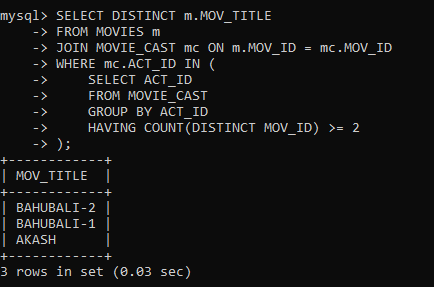 mysql> SELECT DISTINCT m.MOV_TITLE
    -> FROM MOVIES m
    -> JOIN MOVIE_CAST mc ON m.MOV_ID = mc.MOV_ID
    -> WHERE mc.ACT_ID IN (
    ->     SELECT ACT_ID
    ->     FROM MOVIE_CAST
    ->     GROUP BY ACT_ID
    ->     HAVING COUNT(DISTINCT MOV_ID) >= 2
    -> );
+------------+
| MOV_TITLE  |
+------------+
| BAHUBALI-2 |
| BAHUBALI-1 |
| AKASH      |
+------------+
3 rows in set (0.03 sec)